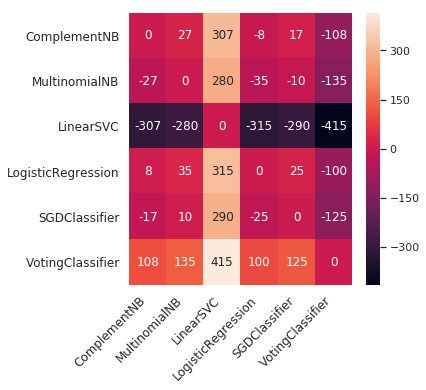 ComplementNB 0 27 307 -8 17 -108
MultinomialNB -27 0 280 -35 -10 -135
LinearSVC -307 -280 0 -315 -290 -415
LogisticRegression 8 35 315 0 25 -100
SGDClassifier -17 10 290 -25 0 -125
VotingClassifier 108 135 415 100 125 0
ComplementNB
MultinomialNB
LinearSVC
LogisticRegression
SGDClassifier
VotingClassifier
300
150
0
−150
−300